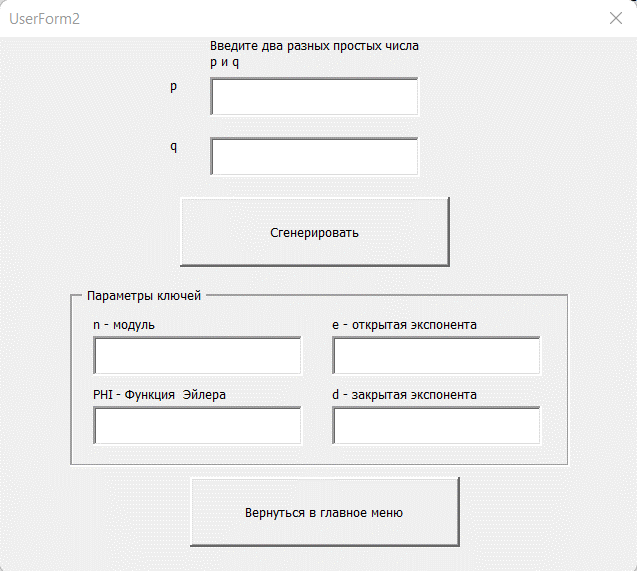 UserForm2
Введите два разных простых числа
p и q
p
q
Сгенерировать
Параметры ключей
n - модуль
e - открытая экспонента
PHI - Функция Эйлера
d - закрытая экспонента
Вернуться в главное меню